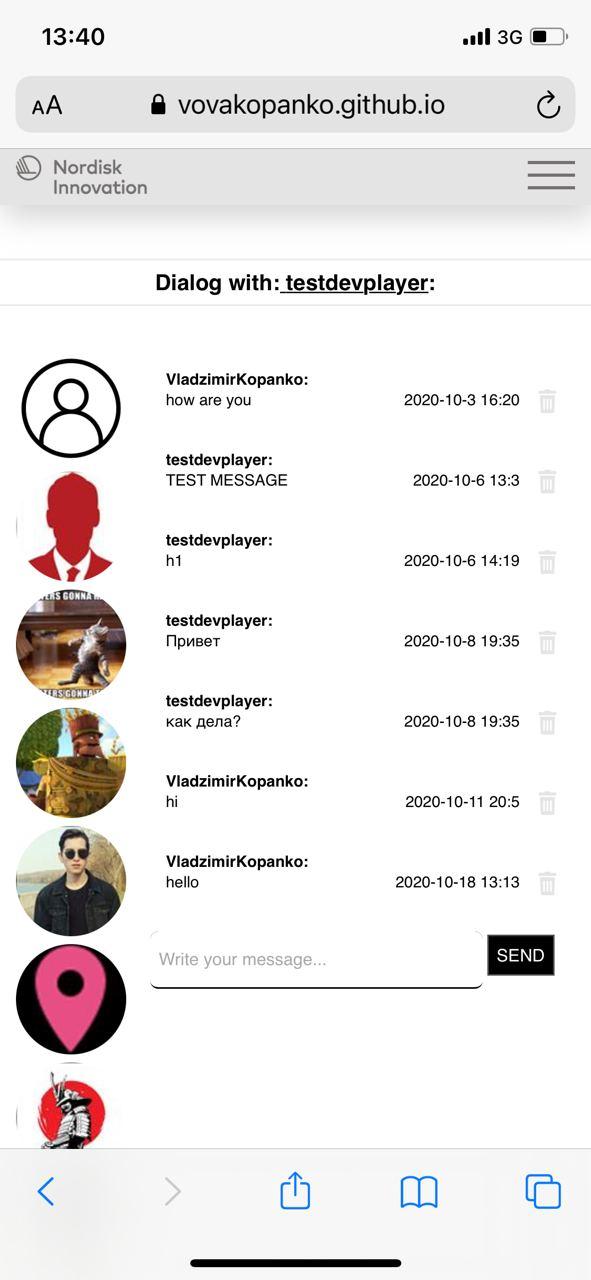 13:40
3G
AA
vovakopanko.github.io
Nordisk
Innovation
Dialog with: testdevplayer:
VladzimirKopanko:
how are you
2020-10-3 16:20
testdevplayer:
TEST MESSAGE
2020-10-6 13:3
testdevplayer:
h1
2020-10-6 14:19
testdevplayer:
Привет
2020-10-8 19:35
testdevplayer:
как дела?
2020-10-8 19:35
VladzimirKopanko:
hi
2020-10-11 20:5
VladzimirKopanko:
hello
2020-10-18 13:13
Write your message...
SEND